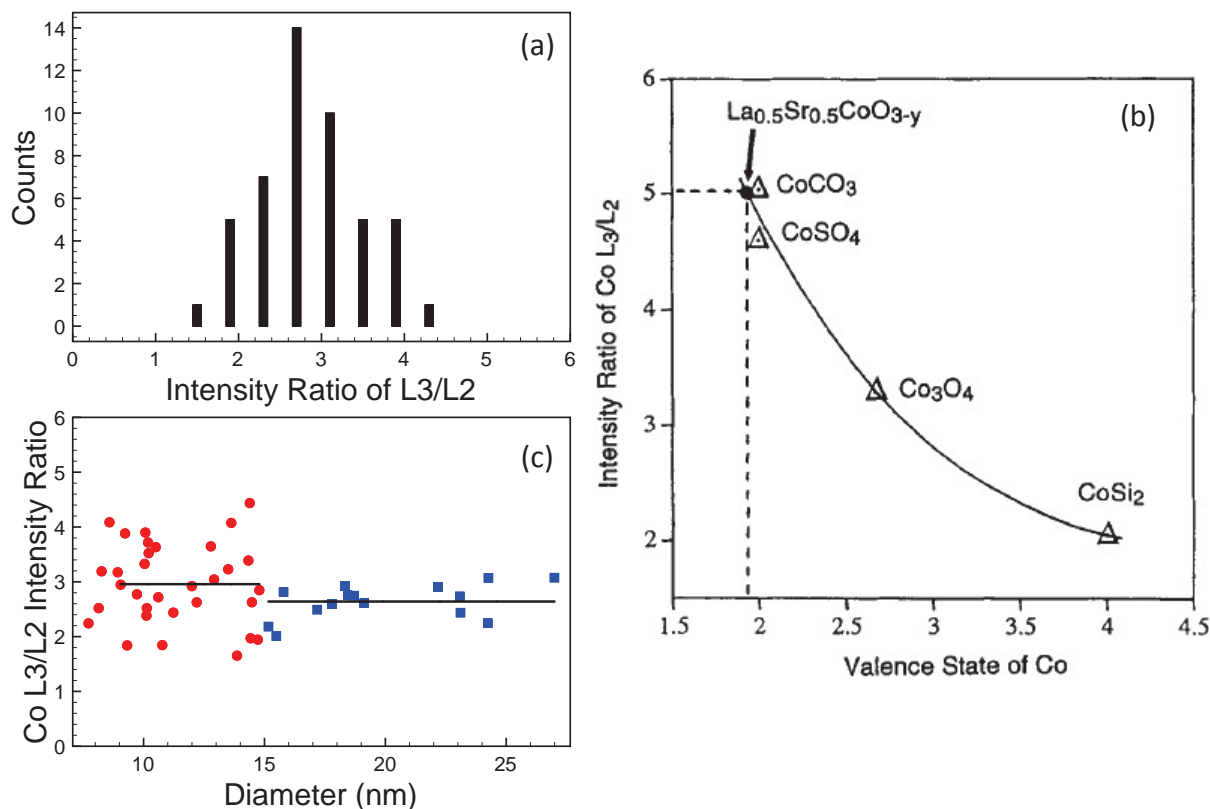 (a)
14
12
10
8
6
4
2
0
Counts
0 1 2 3 4 5 6
Intensity Ratio of L3/L2
(b)
6
5
4
3
2
Intensity Ratio of Co L3/L2
La0.5Sr0.5CoO3-y
CoCO3
CoSO4
Co3O4
CoSi2
1.5 2 2.5 3 3.5 4 4.5
Valence State of Co
(c)
6
5
4
3
2
1
0
Co L3/L2 Intensity Ratio
10 15 20 25
Diameter (nm)